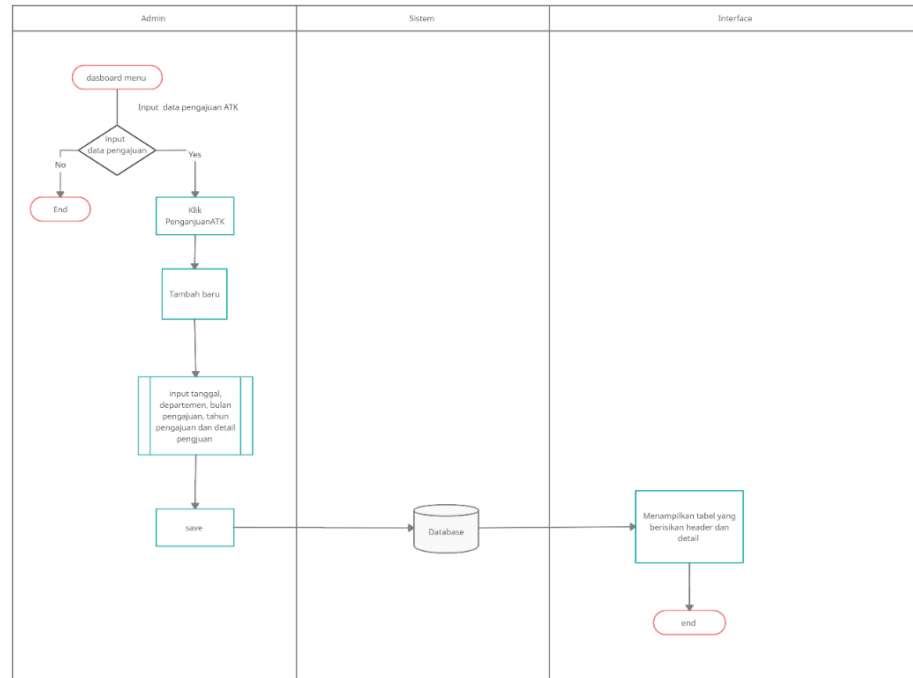 Admin
Sistem
Interface
dasboard menu
Input data pengajuan ATK
input
data pengajuan
No
Yes
End
Klik
PenganjuanATK
Tambah baru
input tanggal,
departemen, bulan
pengajuan, tahun
pengajuan dan detail
pengjuan
save
Database
Menampilkan tabel yang
berisikan header dan
detail
end